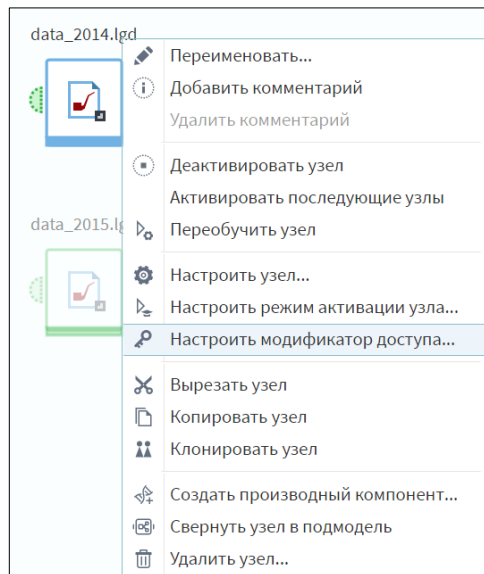 data_2014.lgd
Переименовать...
Добавить комментарий
Удалить комментарий
Деактивировать узел
Активировать последующие узлы
data_2015.lg
Переобучить узел
Настроить узел...
Настроить режим активации узла...
Настроить модификатор доступа...
Вырезать узел
Копировать узел
Клонировать узел
Создать производный компонент...
Свернуть узел в подмодель
Удалить узел...